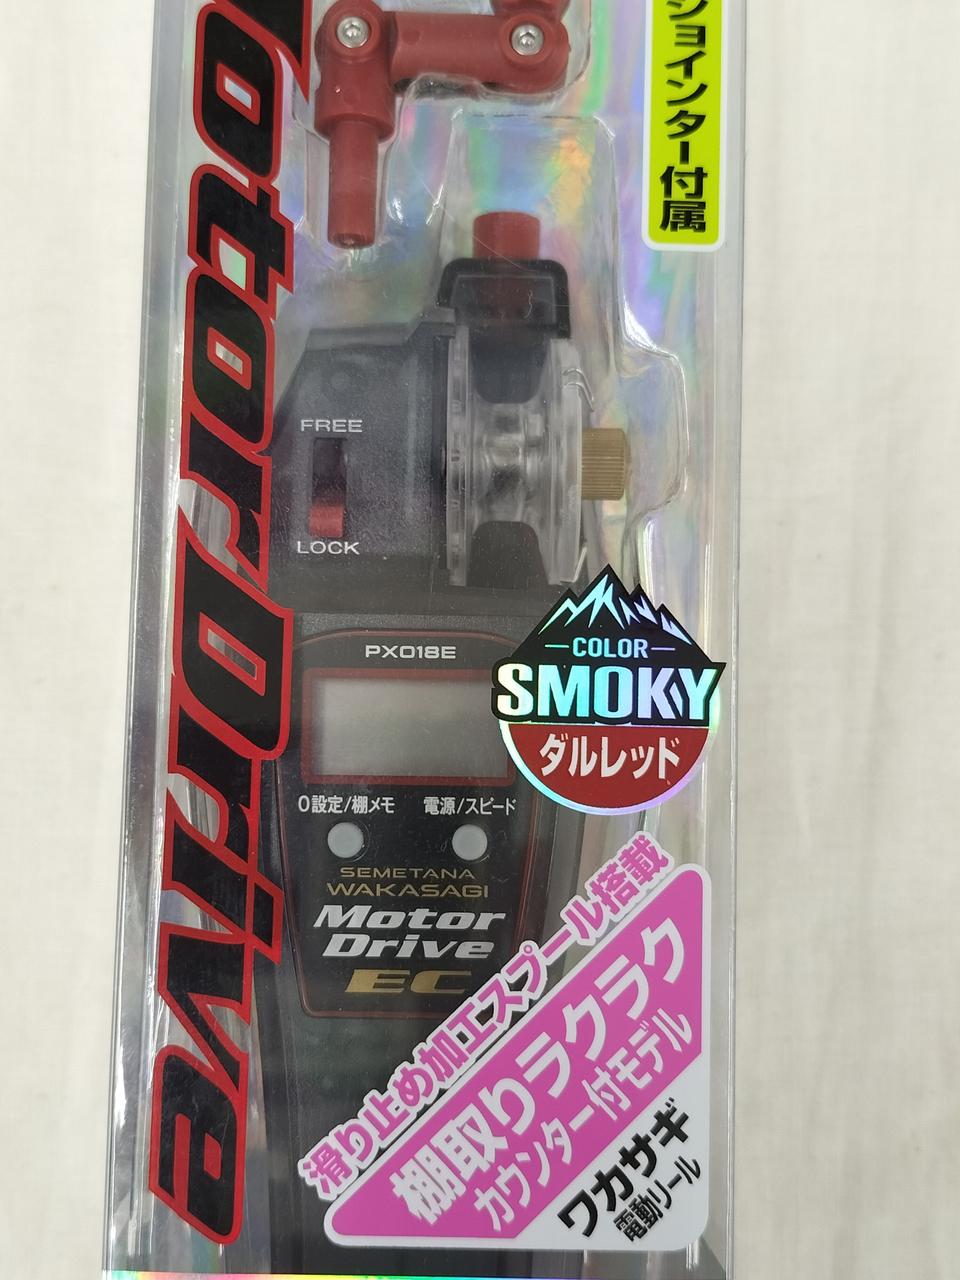 otorDrive
ョインター付属
FREE
LOCK
PX018E
COLOR
SMOKY
ダルレッド
0設定/棚メモ
電源/スピード
SEMETANA
WAKASAGI
Motor
Drive
EC
滑り止め加工スプール搭載
棚取りラクラク
カウンター付モデル
ワカサギ
電動リール